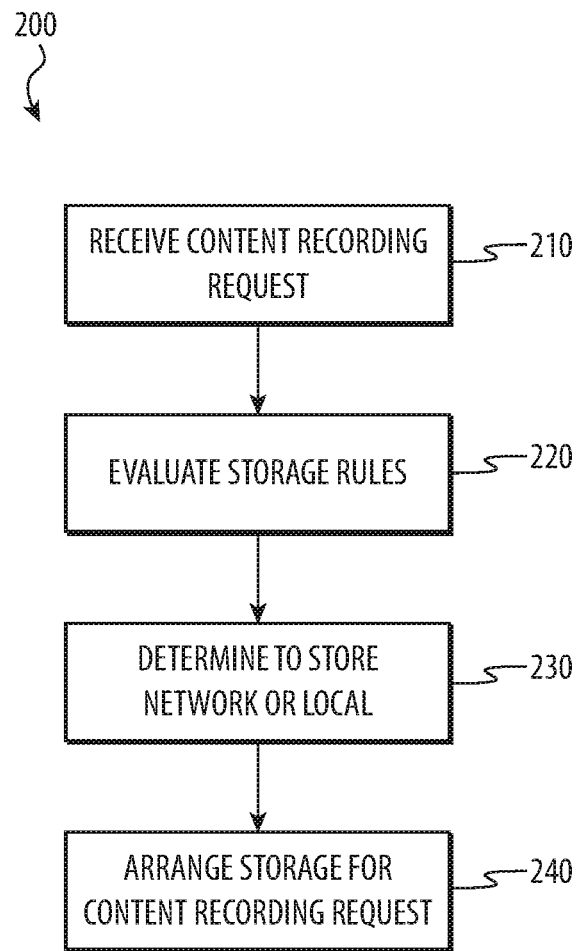 200
RECEIVE CONTENT RECORDING
REQUEST
210
EVALUATE STORAGE RULES
220
DETERMINE TO STORE
NETWORK OR LOCAL
230
ARRANGE STORAGE FOR
CONTENT RECORDING REQUEST
240